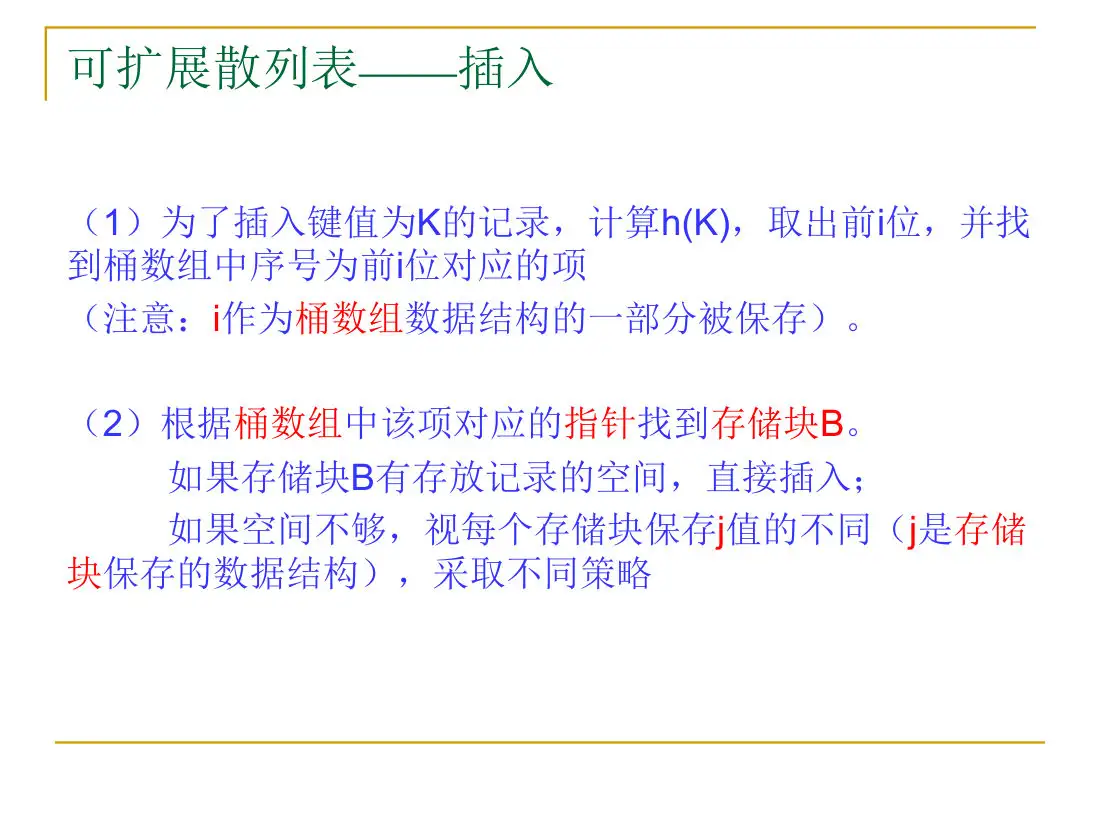 可扩展散列表——插入
（1）为了插入键值为K的记录，计算h(K)，取出前i位，并找
到桶数组中序号为前i位对应的项
（注意：i作为桶数组数据结构的一部分被保存）。
（2）根据桶数组中该项对应的指针找到存储块B。
如果存储块B有存放记录的空间，直接插入；
如果空间不够，视每个存储块保存j值的不同（j是存储
块保存的数据结构），采取不同策略